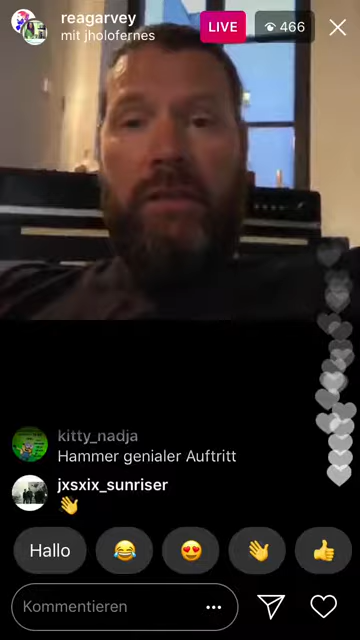 reagarvey
mit jholofernes
LIVE
466
kitty_nadja
Hammer genialer Auftritt
jxsxix_sunriser
👋
Hallo 😂 😍 👋 👍
Kommentieren ...